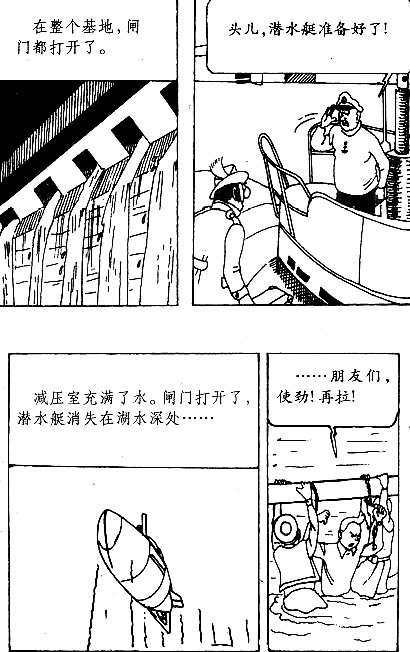 在整个基地，闸
门都打开了。
头儿，潜水艇准备好了！
减压室充满了水。闸门打开了，
潜水艇消失在湖水深处……
……朋友们，
使劲！再拉！